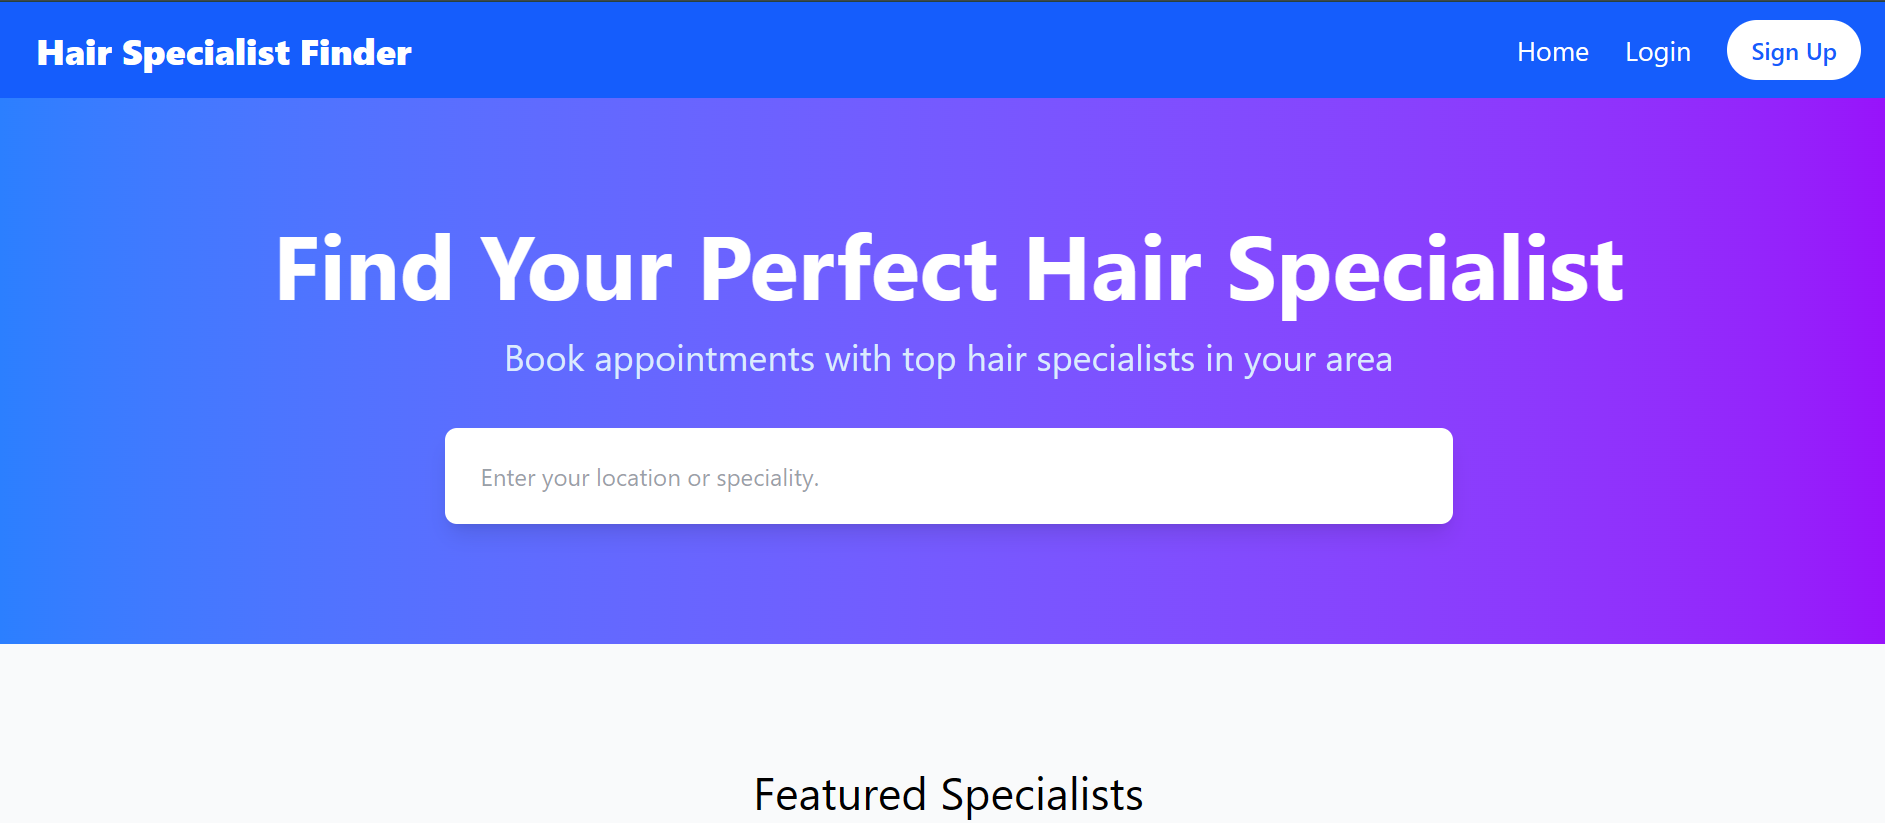 Hair Specialist Finder
Home Login Sign Up
Find Your Perfect Hair Specialist
Book appointments with top hair specialists in your area
Enter your location or speciality.
Featured Specialists